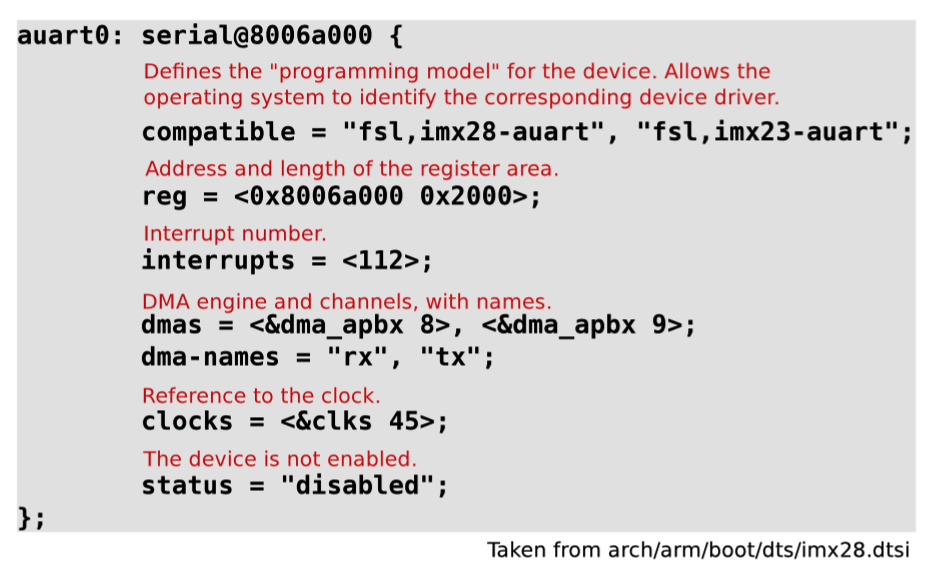 auart0: serial@8006a000 {
Defines the "programming model" for the device. Allows the
operating system to identify the corresponding device driver.
compatible = "fsl,imx28-auart", "fsl,imx23-auart";
Address and length of the register area.
reg = <0x8006a000 0x2000>;
Interrupt number.
interrupts = <112>;
DMA engine and channels, with names.
dmas = <&dma_apbx 8>, <&dma_apbx 9>;
dma-names = "rx", "tx";
Reference to the clock.
clocks = <&clks 45>;
The device is not enabled.
status = "disabled";
};
Taken from arch/arm/boot/dts/imx28.dtsi